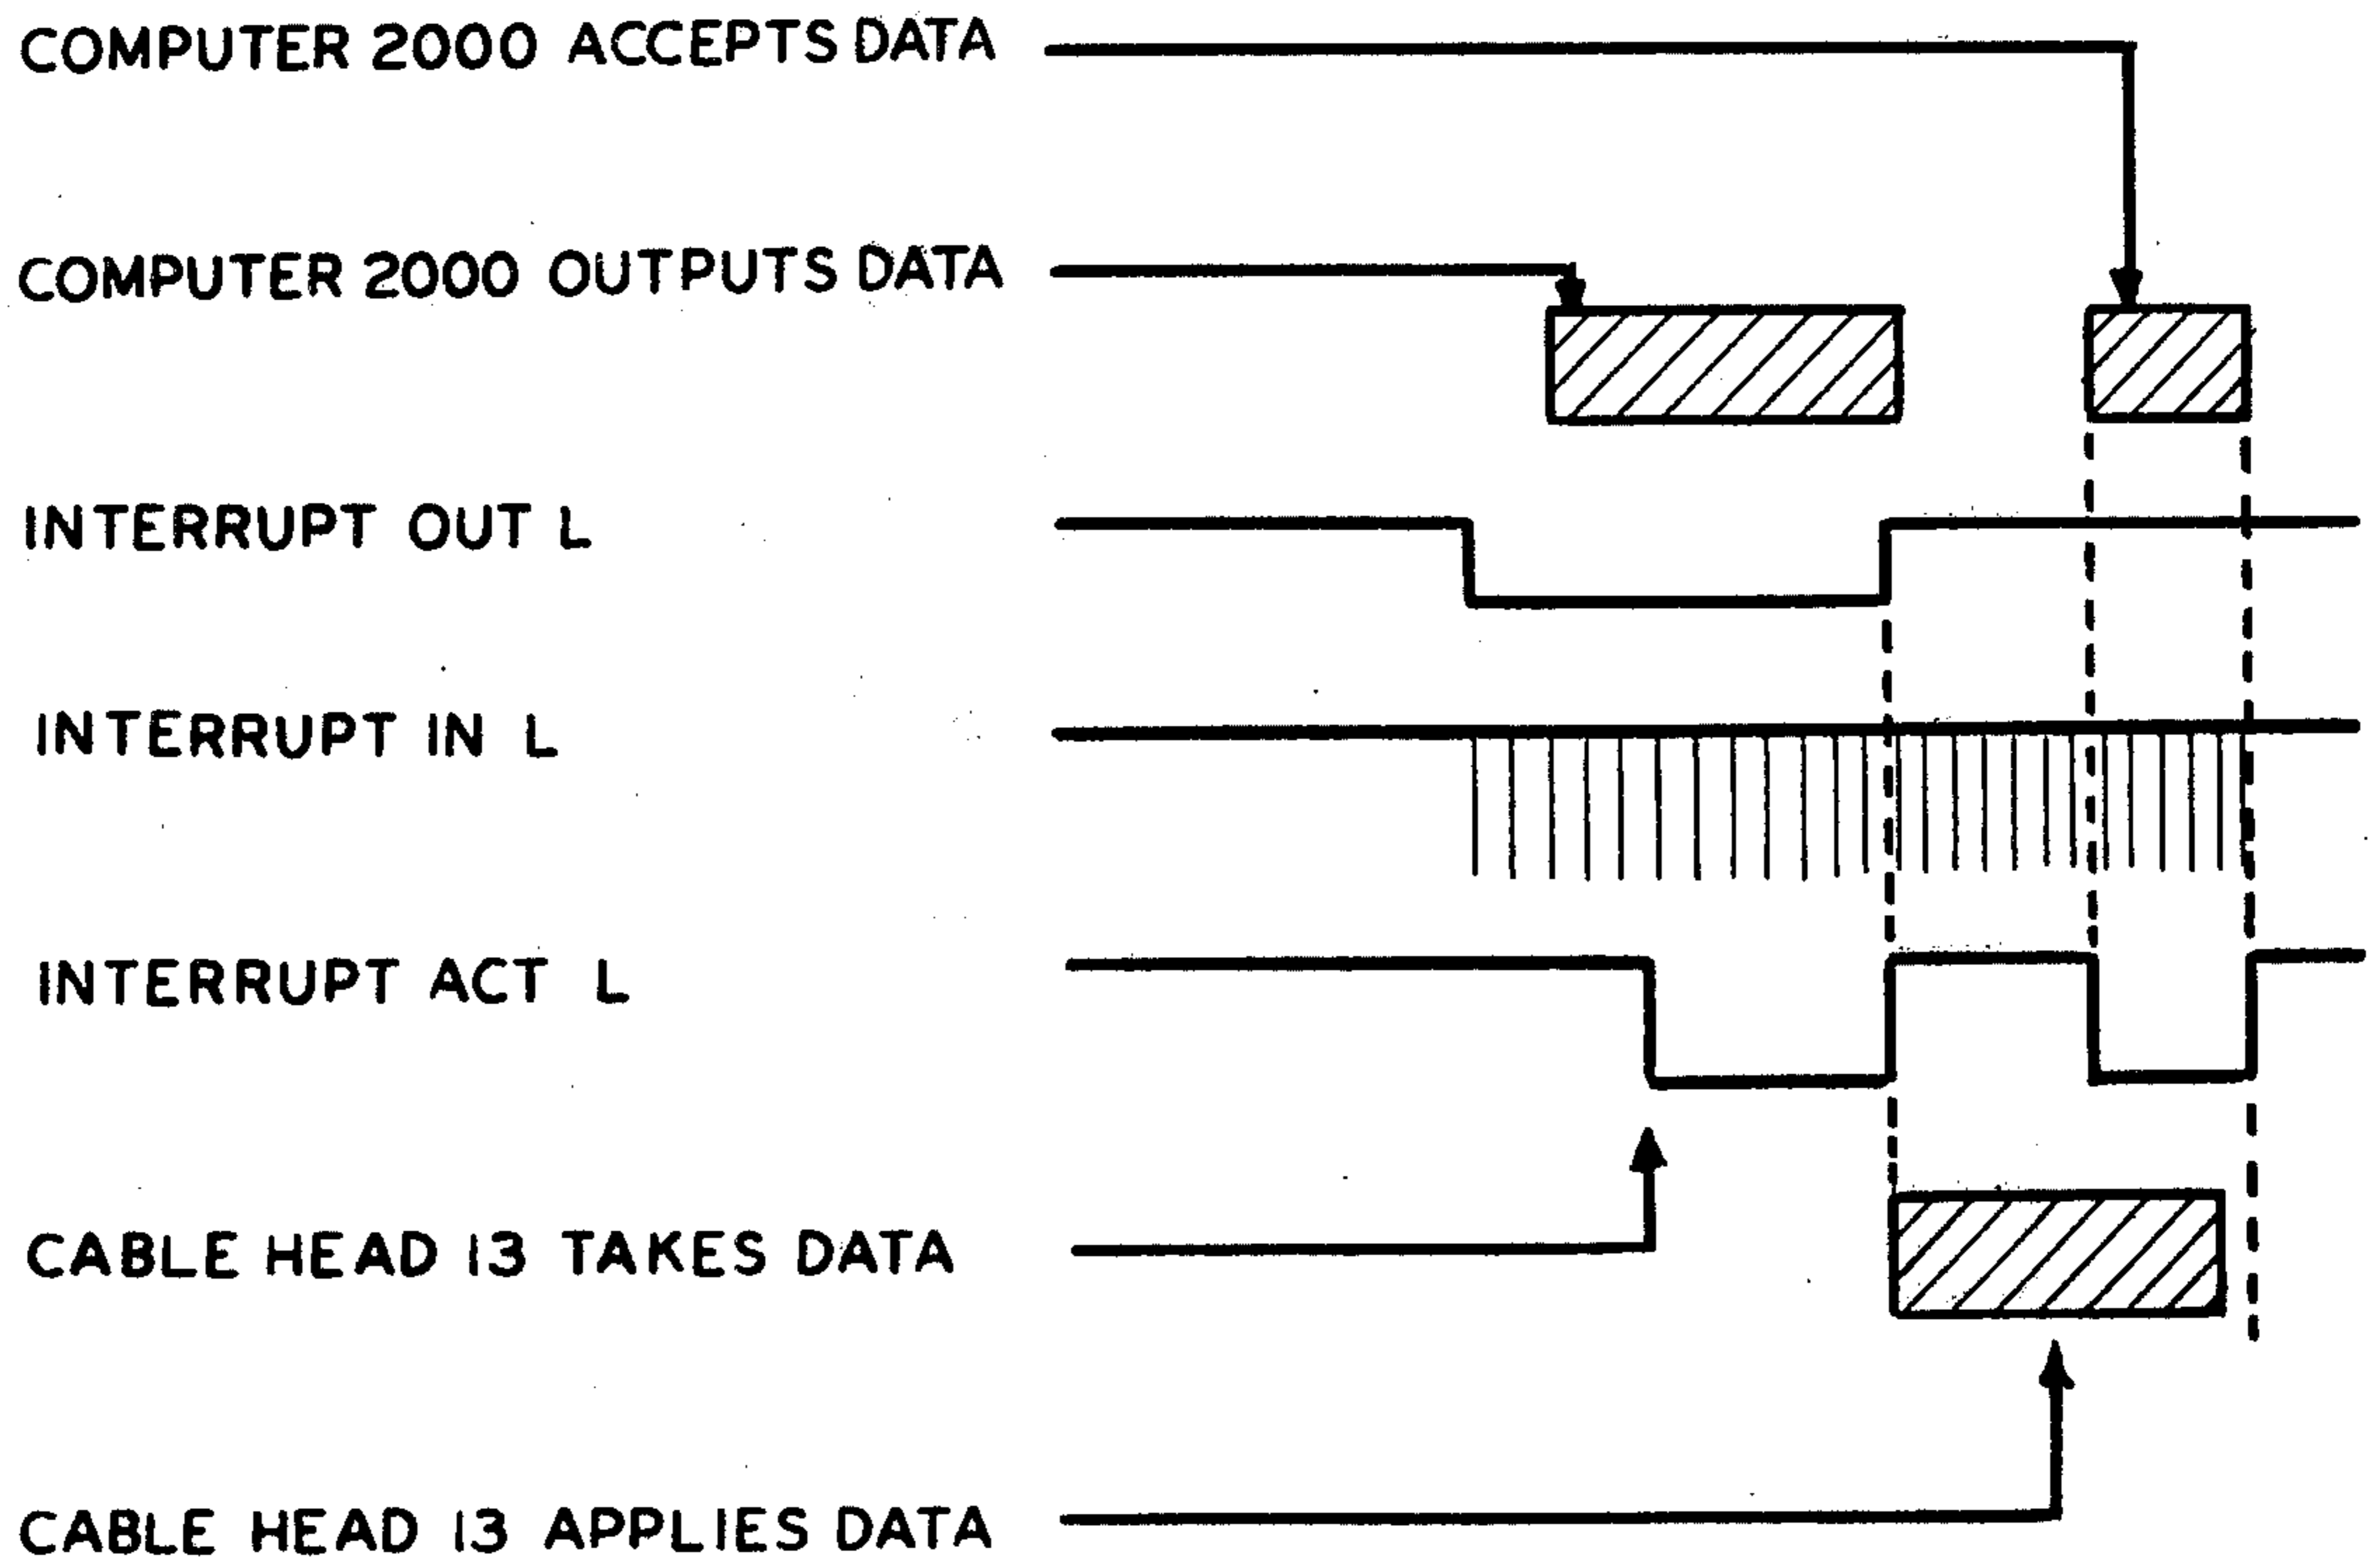 COMPUTER 2000 ACCEPTS DATA
COMPUTER 2000 OUTPUTS DATA
INTERRUPT OUT L
INTERRUPT IN L
INTERRUPT ACT L
CABLE HEAD 13 TAKES DATA
CABLE HEAD 13 APPLIES DATA